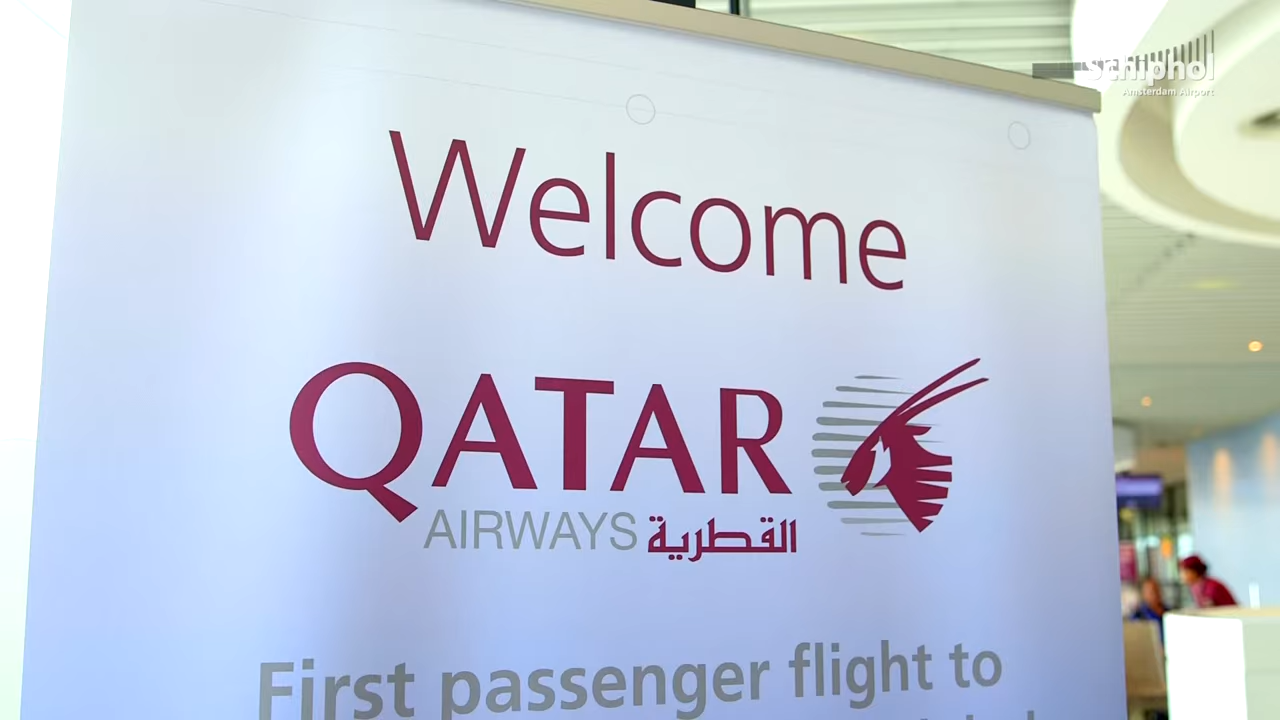 Schiphol
Amsterdam Airport
Welcome
QATAR
AIRWAYS القطرية
First passenger flight to